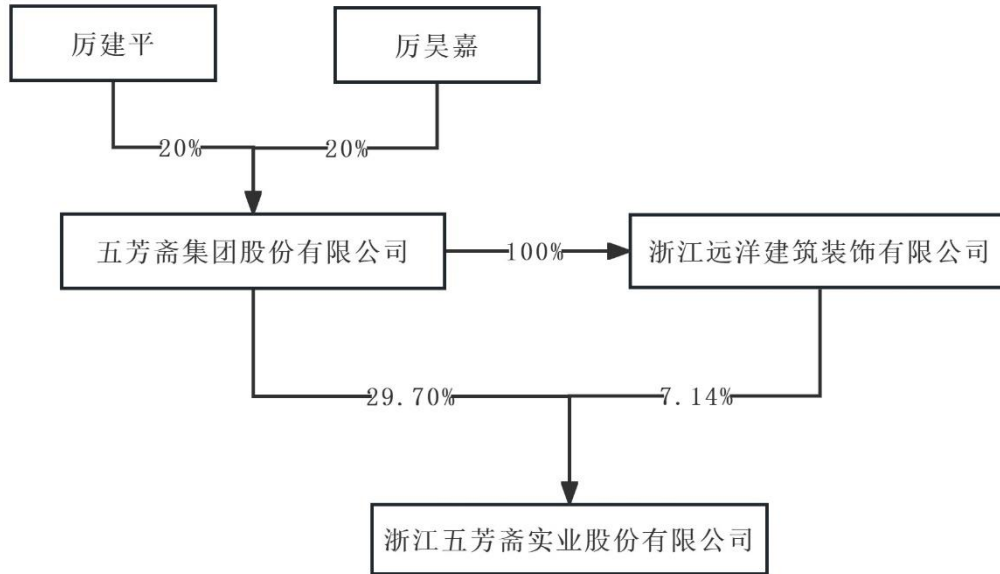 厉建平
厉昊嘉
20%
20%
五芳斋集团股份有限公司
100%
浙江远洋建筑装饰有限公司
29.70%
7.14%
浙江五芳斋实业股份有限公司